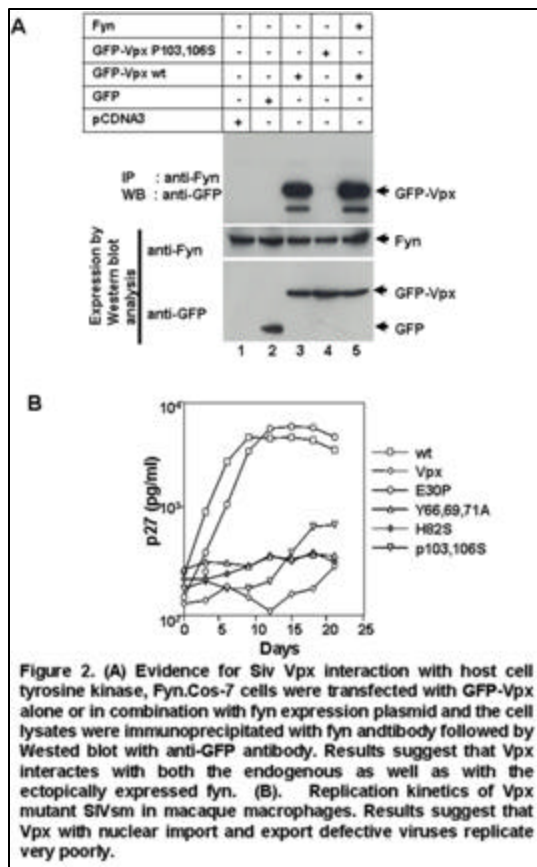 A
Fyn - - - - +
GFP-Vpx P103,106S - - - + -
GFP-Vpx wt - - + - +
GFP - + - - -
pCDNA3 + - - - -
IP : anti-Fyn
WB : anti-GFP
GFP-Vpx
Expression by
Western blot
analysis
anti-Fyn
Fyn
anti-GFP
GFP-Vpx
GFP
1 2 3 4 5
B
p27 (pg/ml)
10⁴
10³
10²
0 5 10 15 20 25
Days
wt
Vpx
E30P
Y66,69,71A
H82S
p103,106S
Figure 2. (A) Evidence for Siv Vpx interaction with host cell
tyrosine kinase, Fyn.Cos-7 cells were transfected with GFP-Vpx
alone or in combination with fyn expression plasmid and the cell
lysates were immunoprecipitated with fyn andtibody followed by
Wested blot with anti-GFP antibody. Results suggest that Vpx
interactes with both the endogenous as well as with the
ectopically expressed fyn. (B). Replication kinetics of Vpx
mutant SIVsm in macaque macrophages. Results suggest that
Vpx with nuclear import and export defective viruses replicate
very poorly.